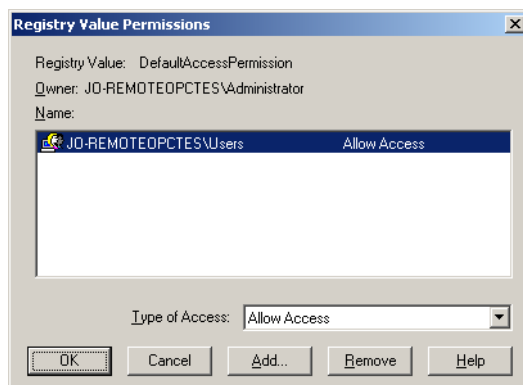 Registry Value Permissions
Registry Value: DefaultAccessPermission
Owner: JO-REMOTEOPCTES\Administrator
Name:
JO-REMOTEOPCTES\Users Allow Access
Type of Access: Allow Access
OK Cancel Add... Remove Help